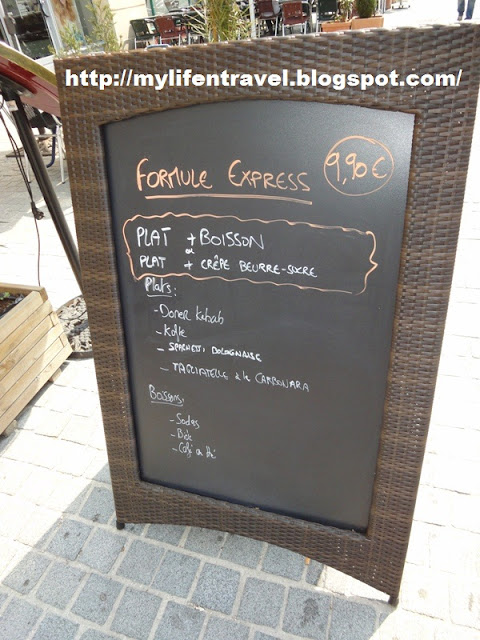 http://mylifentravel.blogspot.com/
FORMULE EXPRESS 9,90€
PLAT + BOISSON
ou
PLAT + CRÊPE BEURRE-SUCRE
Plats:
- Doner kebab
- Kofte
- SPAGHETTI BOLOGNAISE
- TAGLIATELLE à la CARBONARA
Boissons:
- Sodas
- Bière
- Café ou thé